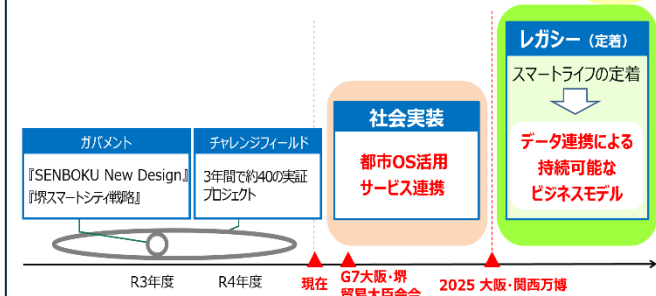 レガシー（定着）
スマートライフの定着
データ連携による
持続可能な
ビジネスモデル
社会実装
都市OS活用
サービス連携
ガバメント
『SENBOKU New Design』
『堺スマートシティ戦略』
チャレンジフィールド
3年間で約40の実証
プロジェクト
R3年度
R4年度
現在
G7大阪・堺
貿易大臣会合
2025 大阪・関西万博